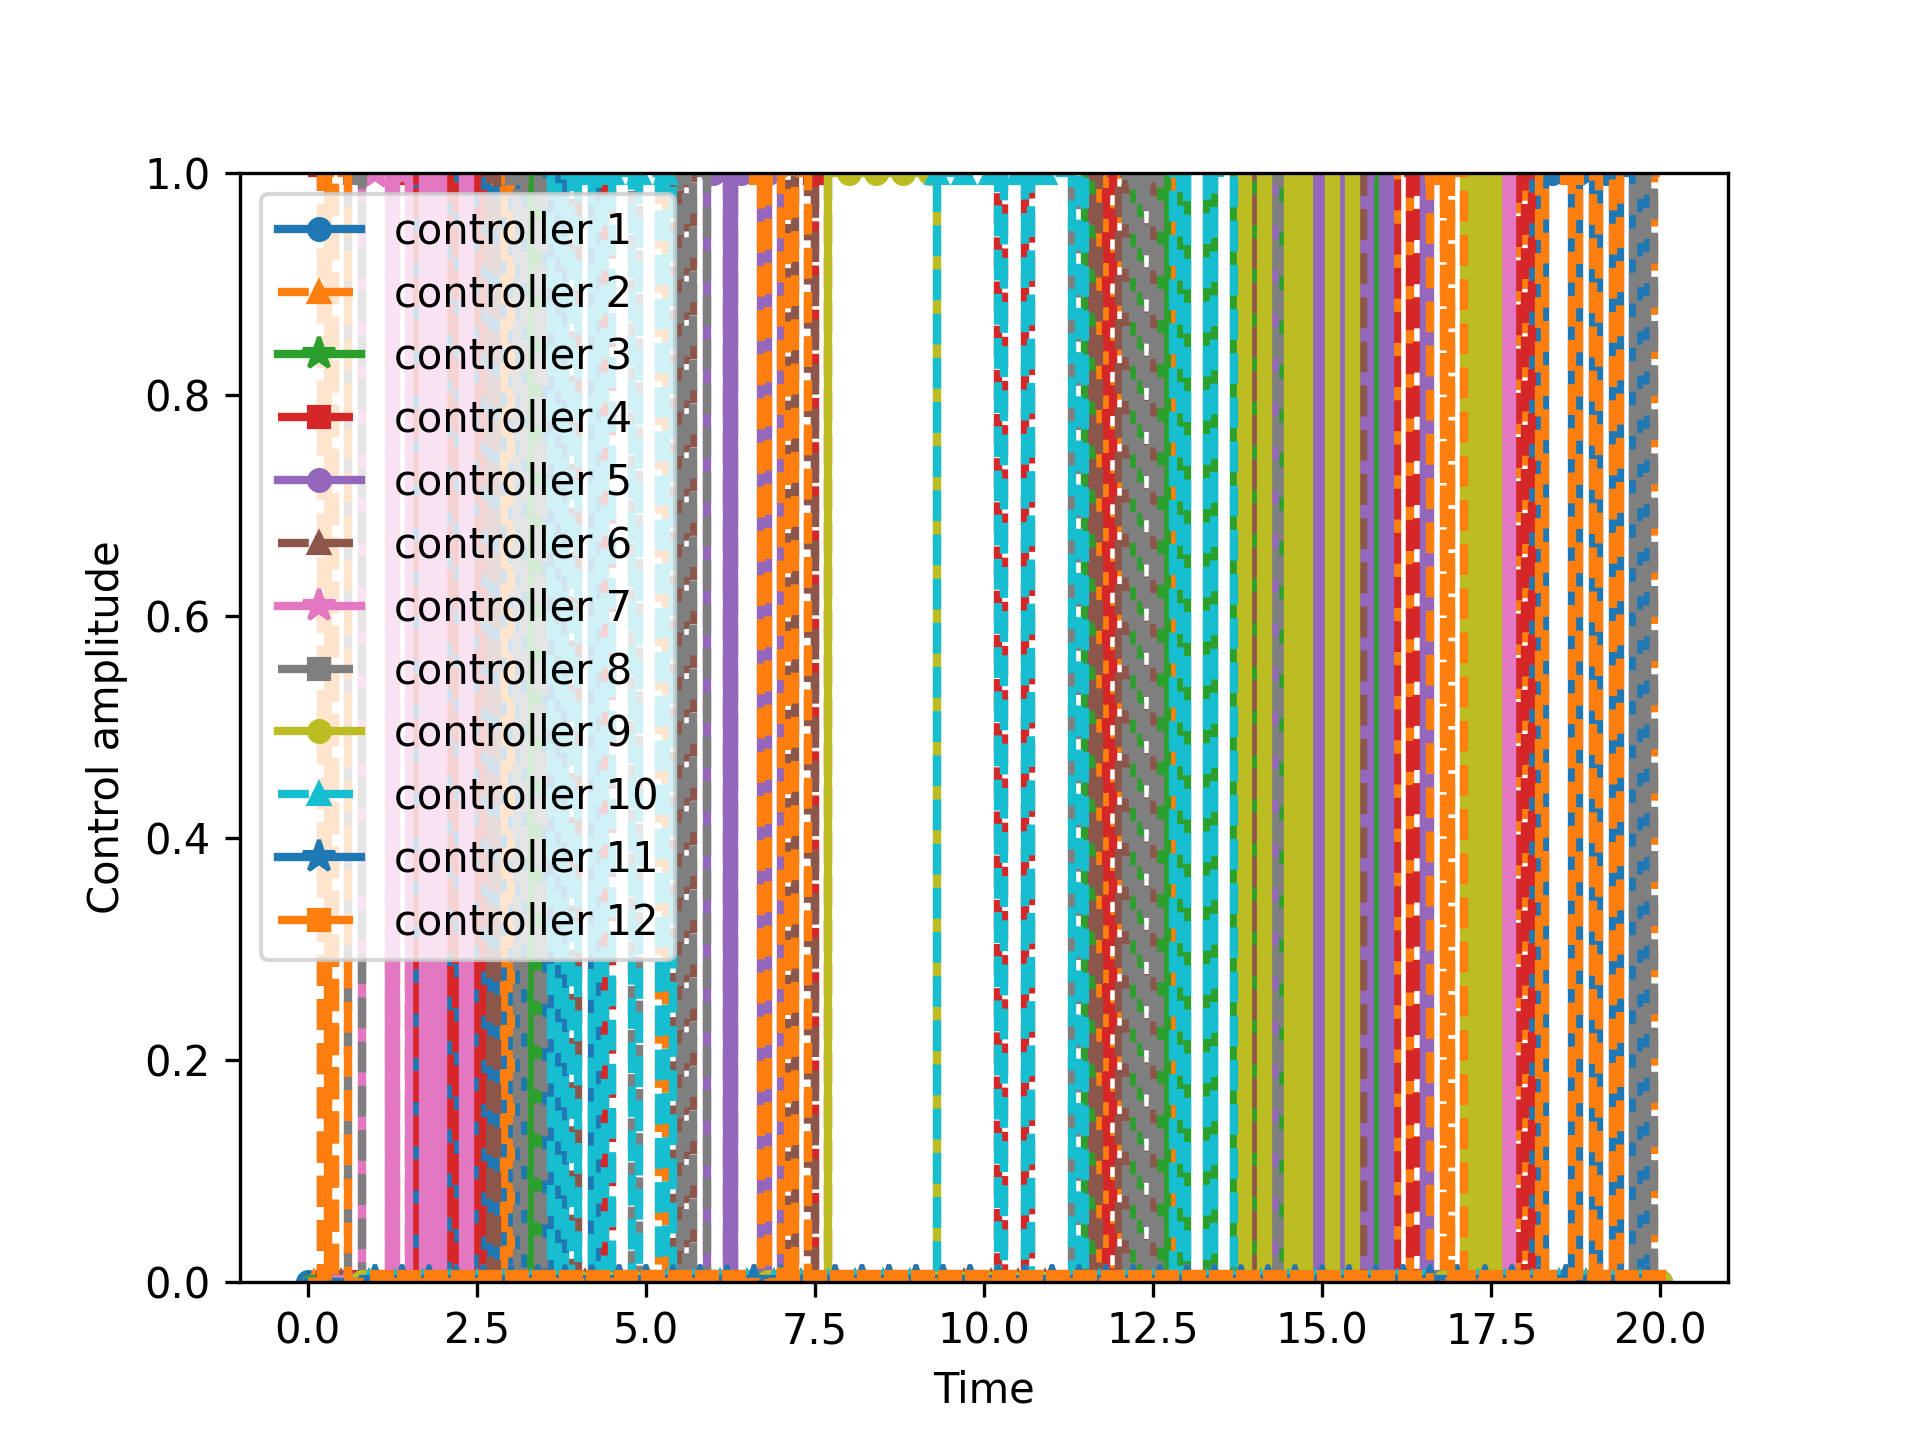 1.0
0.8
0.6
0.4
0.2
0.0
Control amplitude
controller 1
controller 2
controller 3
controller 4
controller 5
controller 6
controller 7
controller 8
controller 9
controller 10
controller 11
controller 12
0.0 2.5 5.0 7.5 10.0 12.5 15.0 17.5 20.0
Time